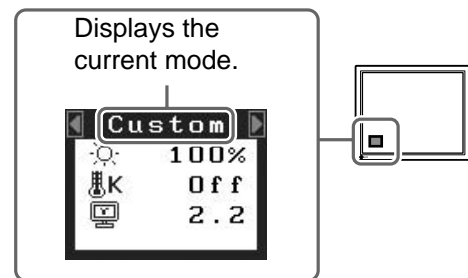 Displays the
current mode.
Custom
100%
K Off
2.2